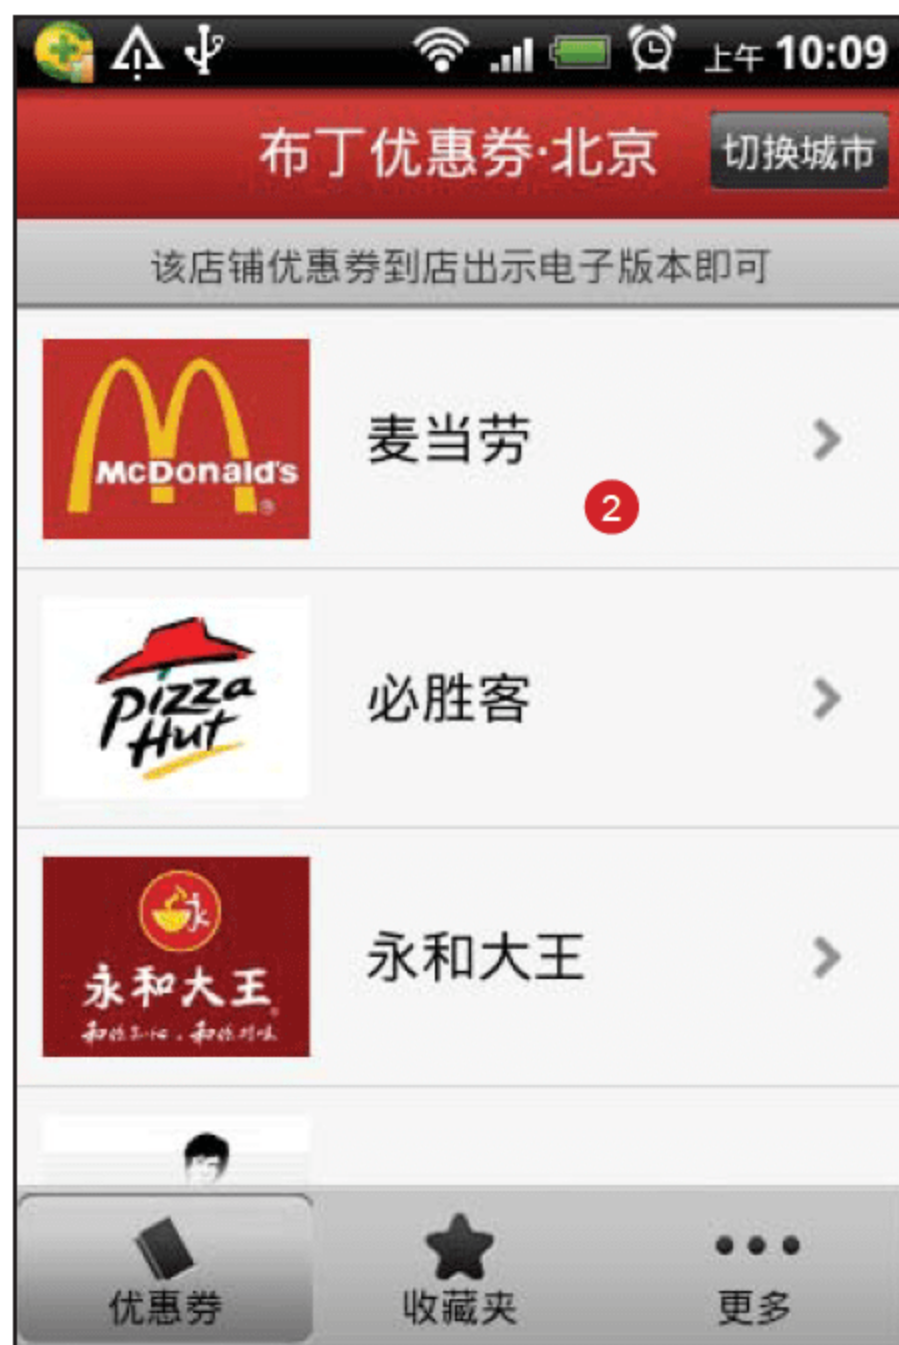 上午 10:09
布丁优惠券·北京
切换城市
该店铺优惠券到店出示电子版本即可
McDonald's
麦当劳
2
Pizza
Hut
必胜客
永
永和大王
永和大王
优惠券
收藏夹
更多